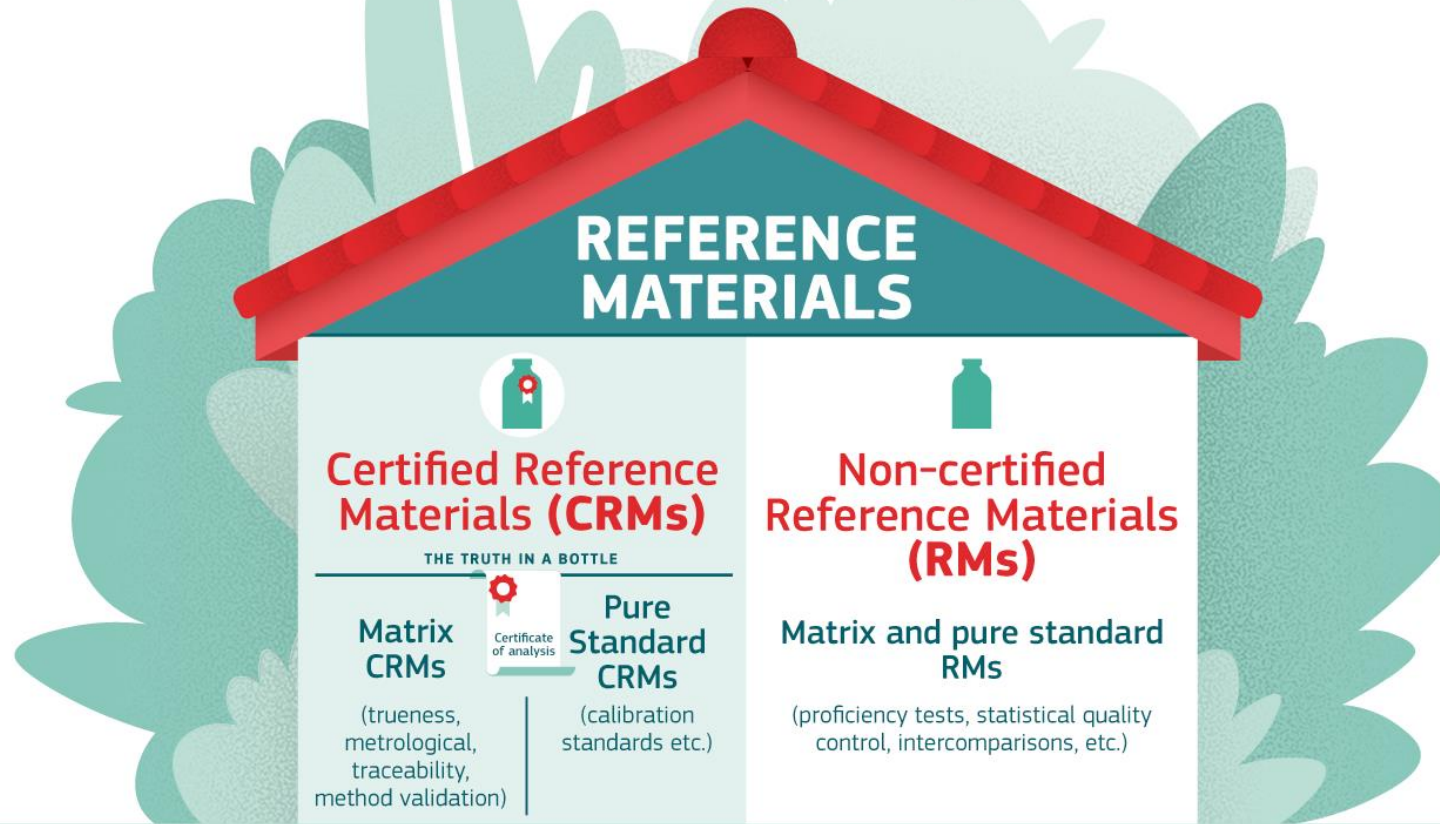 REFERENCE
MATERIALS
Certified Reference
Materials (CRMs)
THE TRUTH IN A BOTTLE
Matrix
CRMs
(trueness,
metrological,
traceability,
method validation)
Certificate
of analysis
Pure
Standard
CRMs
(calibration
standards etc.)
Non-certified
Reference Materials
(RMs)
Matrix and pure standard
RMs
(proficiency tests, statistical quality
control, intercomparisons, etc.)